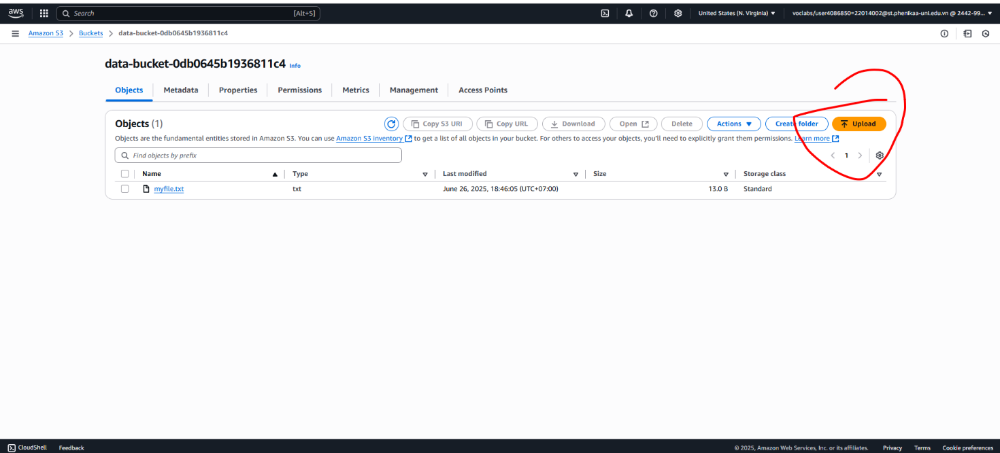 aws Search [Alt+S] United States (N. Virginia) voclabs/user4086850=22014002@st.phenikaa-uni.edu.vn @ 2442-99...
Amazon S3 Buckets data-bucket-0db0645b1936811c4
data-bucket-0db0645b1936811c4 Info
Objects Metadata Properties Permissions Metrics Management Access Points
Objects (1) Copy S3 URI Copy URL Download Open Delete Actions Create folder Upload
Objects are the fundamental entities stored in Amazon S3. You can use Amazon S3 inventory to get a list of all objects in your bucket. For others to access your objects, you'll need to explicitly grant them permissions. Learn more
Find objects by prefix 1
Name Type Last modified Size Storage class
myfile.txt txt June 26, 2025, 18:46:05 (UTC+07:00) 13.0 B Standard
CloudShell Feedback © 2025, Amazon Web Services, Inc. or its affiliates. Privacy Terms Cookie preferences